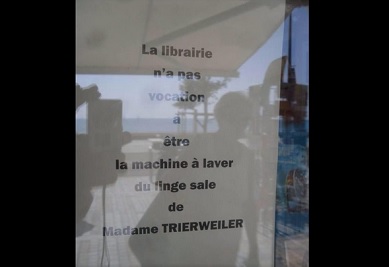 La librairie
n'a pas
vocation
à
être
la machine à laver
du linge sale
de
Madame TRIERWEILER